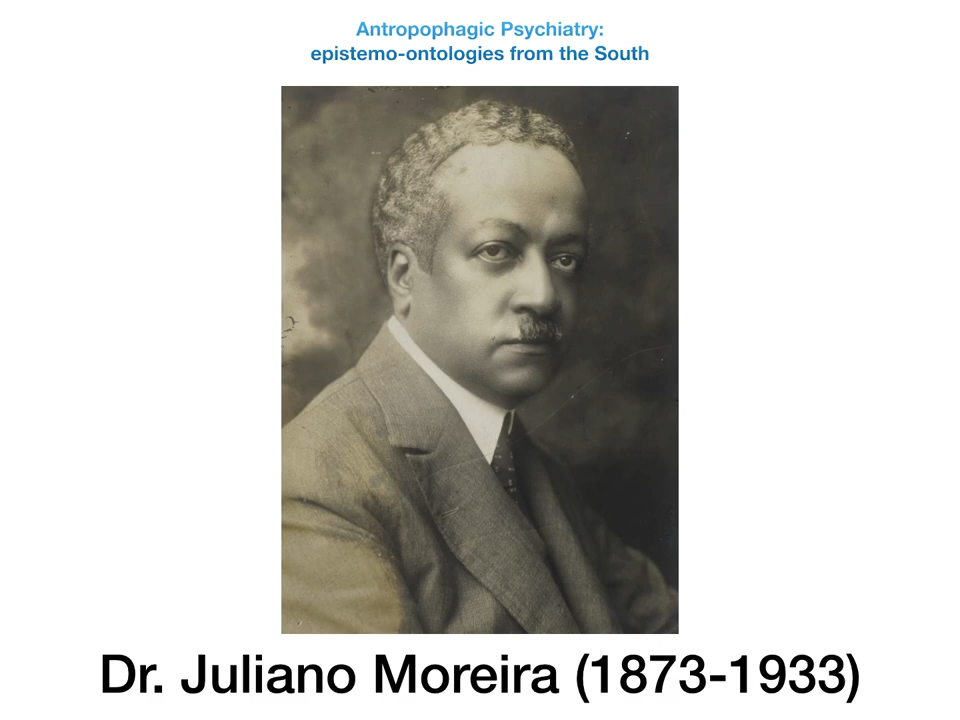 Antropophagic Psychiatry:
epistemo-ontologies from the South
Dr. Juliano Moreira (1873-1933)